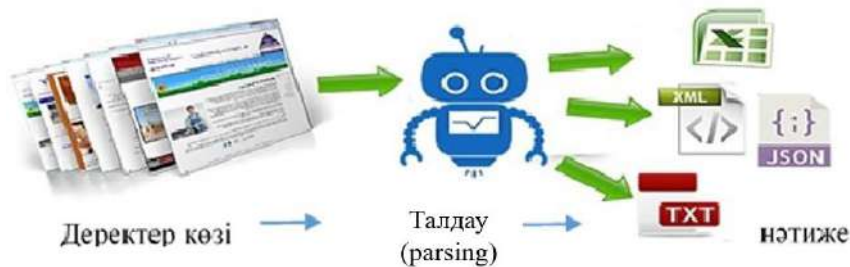 XML
</>
{;}
JSON
TXT
Деректер көзі
Талдау
(parsing)
нәтиже